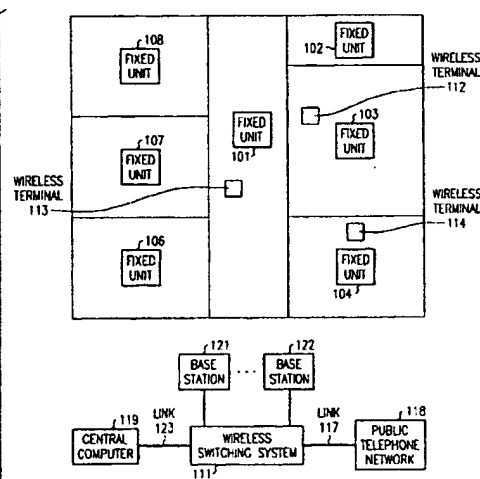 108
FIXED
UNIT
102
FIXED
UNIT
WIRELESS
TERMINAL
112
107
FIXED
UNIT
FIXED
UNIT
101
103
FIXED
UNIT
WIRELESS
TERMINAL
113
WIRELESS
TERMINAL
114
106
FIXED
UNIT
FIXED
UNIT
104
121
BASE
STATION
...
122
BASE
STATION
119
CENTRAL
COMPUTER
LINK
123
WIRELESS
SWITCHING SYSTEM
111
LINK
117
118
PUBLIC
TELEPHONE
NETWORK